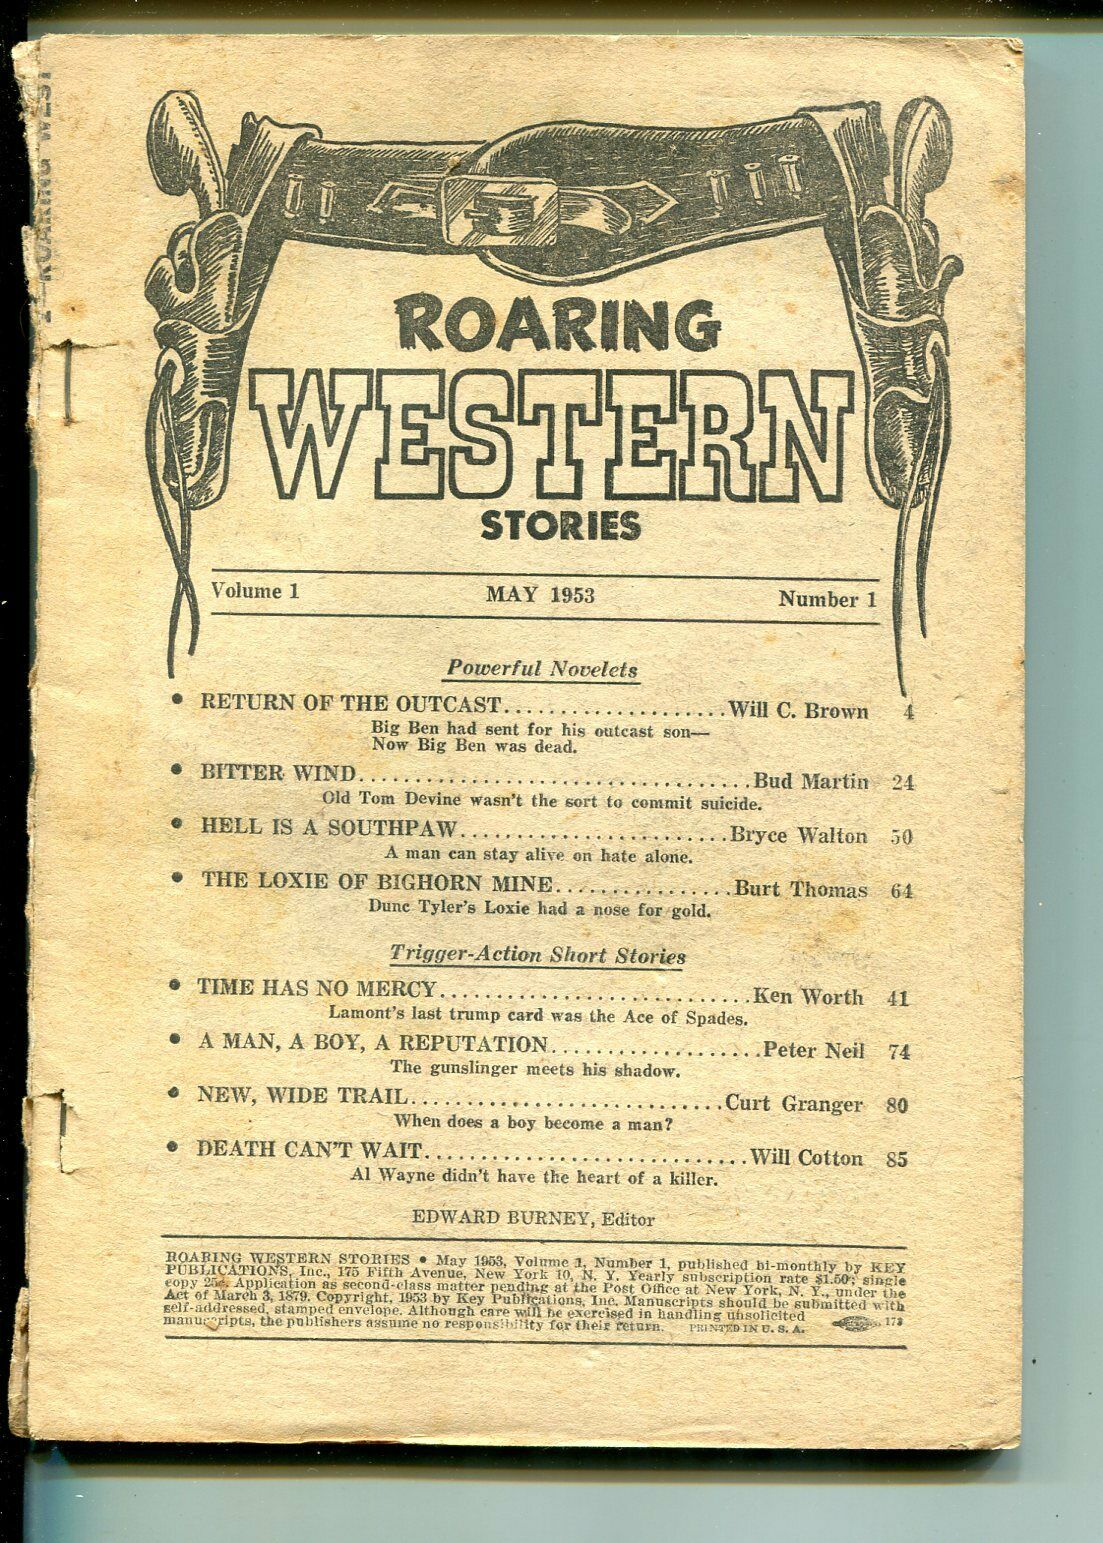 ROARING WEST
ROARING
WESTERN
STORIES
Volume 1 MAY 1953 Number 1
Powerful Novelets
• RETURN OF THE OUTCAST....................Will C. Brown 4
Big Ben had sent for his outcast son—
Now Big Ben was dead.
• BITTER WIND...................................Bud Martin 24
Old Tom Devine wasn't the sort to commit suicide.
• HELL IS A SOUTHPAW........................Bryce Walton 50
A man can stay alive on hate alone.
• THE LOXIE OF BIGHORN MINE................Burt Thomas 64
Dunc Tyler's Loxie had a nose for gold.
Trigger-Action Short Stories
• TIME HAS NO MERCY............................Ken Worth 41
Lamont's last trump card was the Ace of Spades.
• A MAN, A BOY, A REPUTATION...................Peter Neil 74
The gunslinger meets his shadow.
• NEW, WIDE TRAIL............................Curt Granger 80
When does a boy become a man?
• DEATH CAN'T WAIT.............................Will Cotton 85
Al Wayne didn't have the heart of a killer.
EDWARD BURNEY, Editor
ROARING WESTERN STORIES • May 1953, Volume 1, Number 1, published bi-monthly by KEY
PUBLICATIONS, Inc., 175 Fifth Avenue, New York 10, N. Y. Yearly subscription rate $1.50; single
copy 25¢. Application as second-class matter pending at the Post Office at New York, N. Y., under the
Act of March 3, 1879. Copyright, 1953 by Key Publications, Inc. Manuscripts should be submitted with
self-addressed, stamped envelope. Although care will be exercised in handling unsolicited
manuscripts, the publishers assume no responsibility for their return. PRINTED IN U. S. A. 173